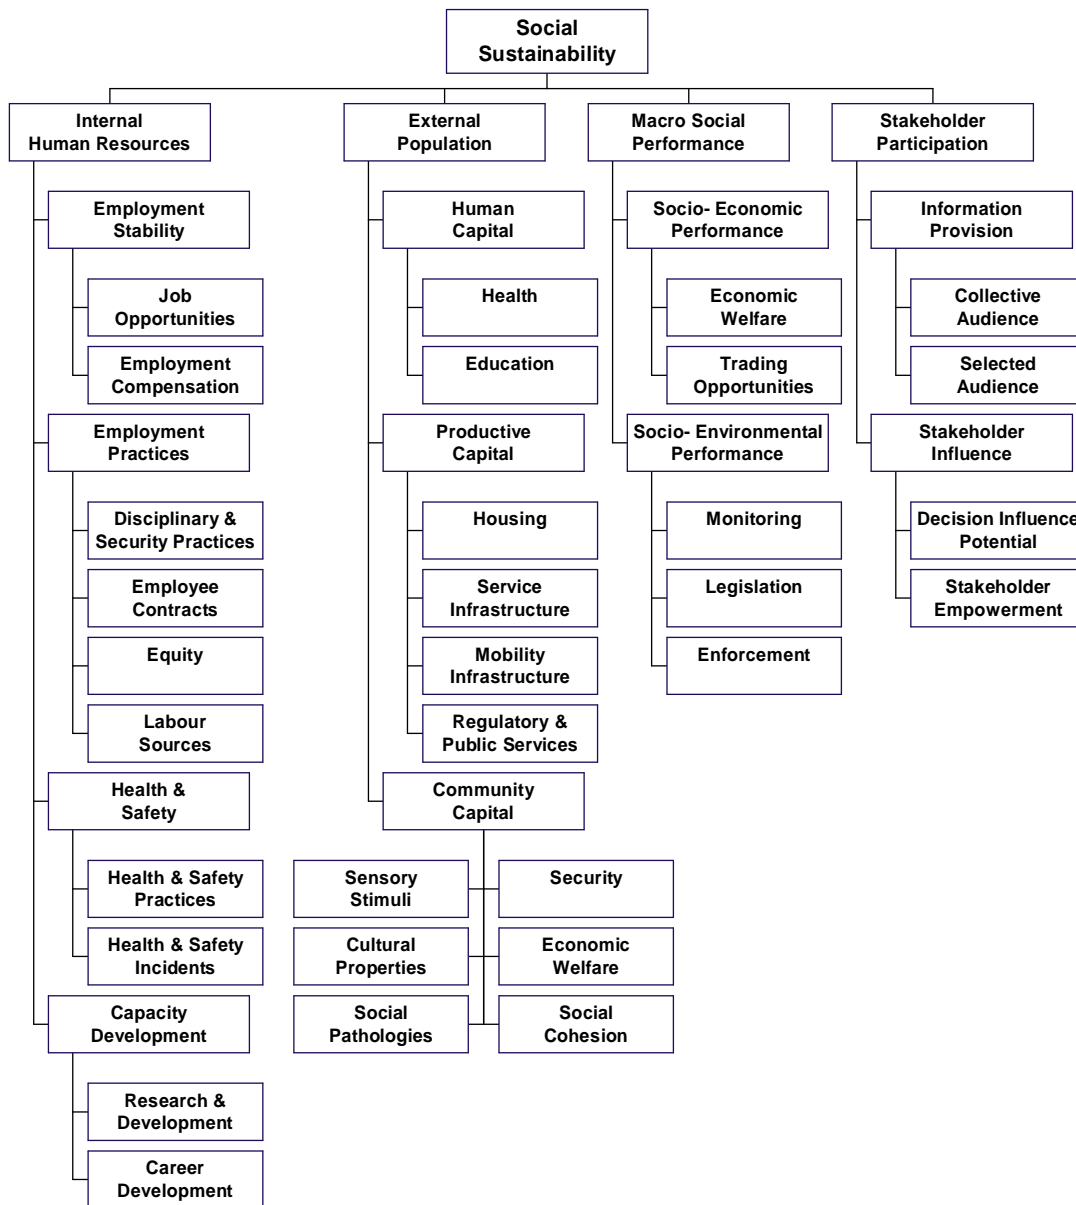 Social
Sustainability
Internal
Human Resources
External
Population
Macro Social
Performance
Stakeholder
Participation
Employment
Stability
Job
Opportunities
Employment
Compensation
Employment
Practices
Disciplinary &
Security Practices
Employee
Contracts
Equity
Labour
Sources
Health &
Safety
Health & Safety
Practices
Health & Safety
Incidents
Capacity
Development
Research &
Development
Career
Development
Human
Capital
Health
Education
Productive
Capital
Housing
Service
Infrastructure
Mobility
Infrastructure
Regulatory &
Public Services
Community
Capital
Sensory
Stimuli
Security
Cultural
Properties
Economic
Welfare
Social
Pathologies
Social
Cohesion
Socio- Economic
Performance
Economic
Welfare
Trading
Opportunities
Socio- Environmental
Performance
Monitoring
Legislation
Enforcement
Information
Provision
Collective
Audience
Selected
Audience
Stakeholder
Influence
Decision Influence
Potential
Stakeholder
Empowerment